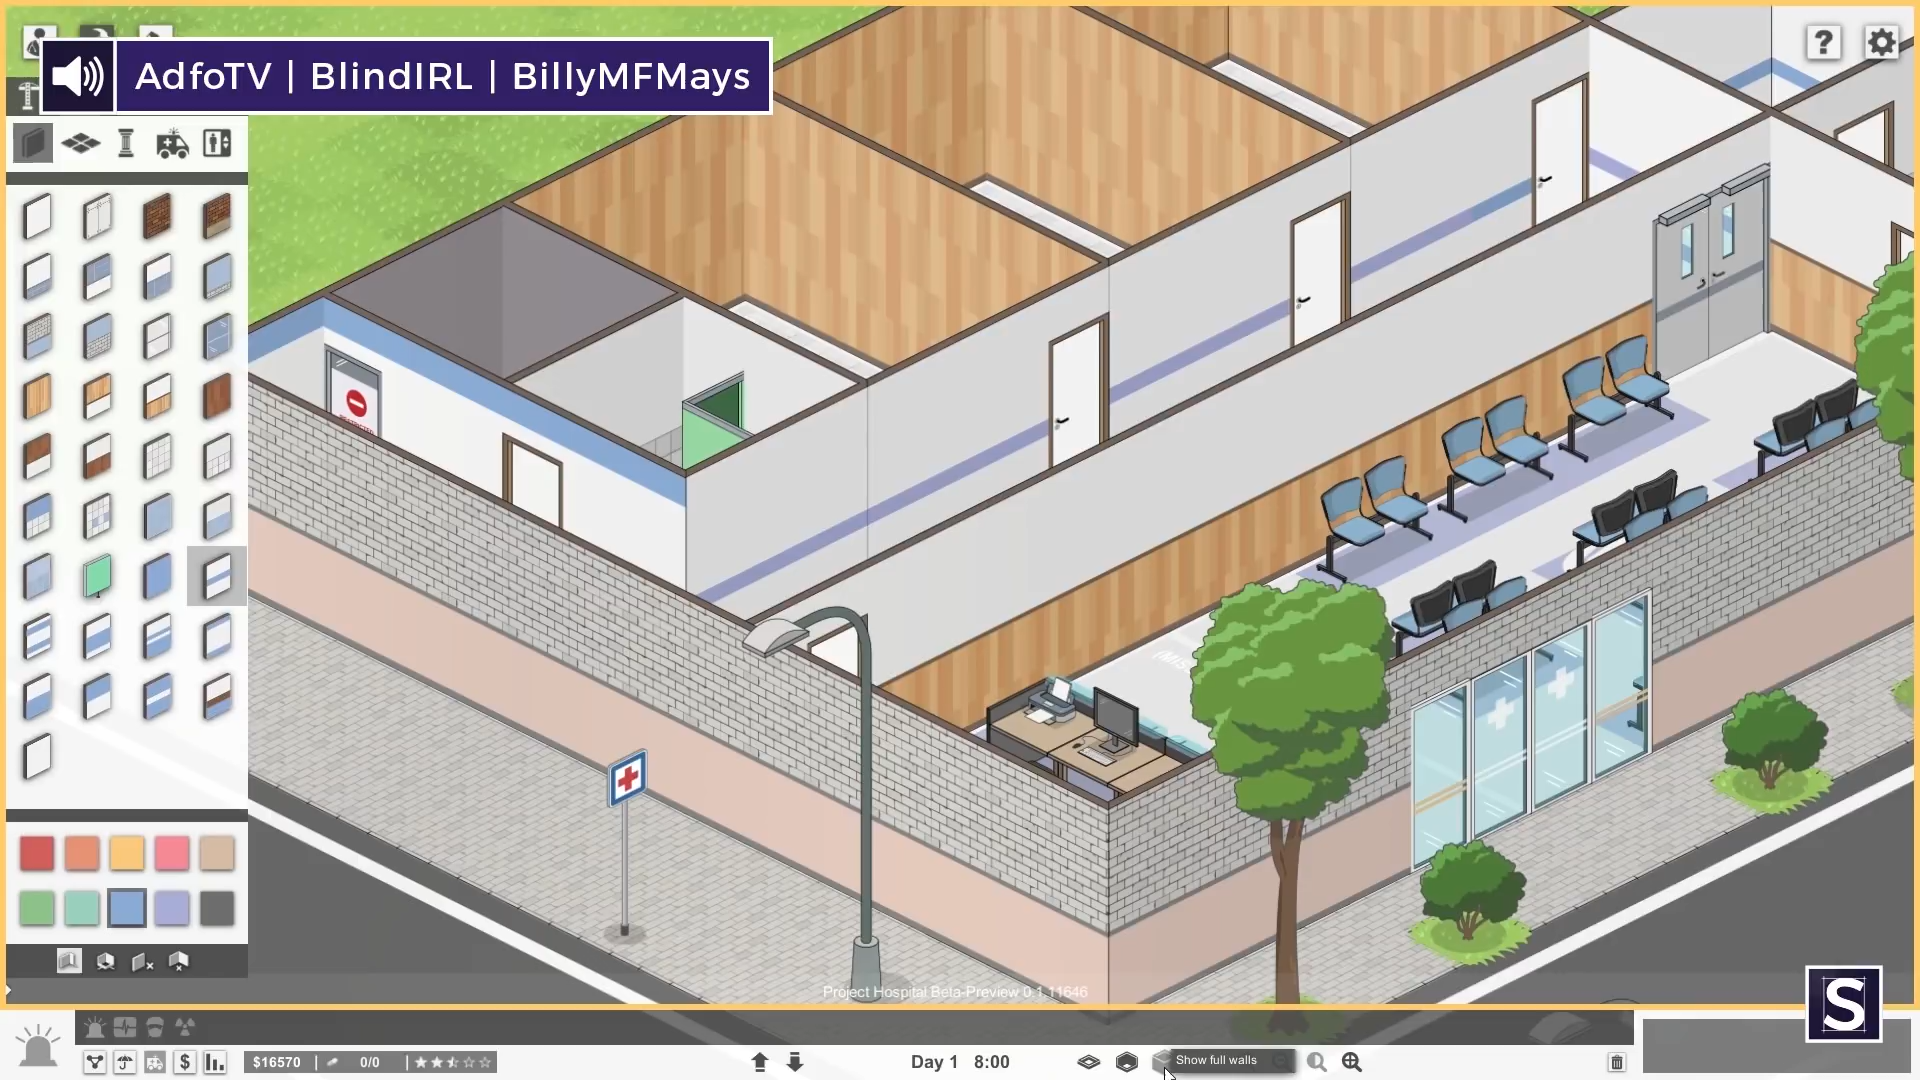 AdfoTV | BlindIRL | BillyMFMays
?
Project Hospital Beta-Preview 0.1.11646
S
$16570 | 0/0
Day 1 8:00
Show full walls